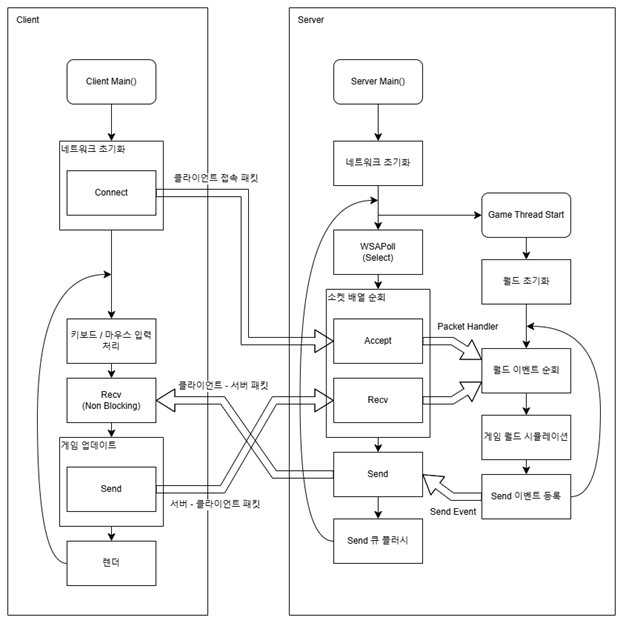 Client
Client Main()
네트워크 초기화
Connect
클라이언트 접속 패킷
키보드 / 마우스 입력
처리
Recv
(Non Blocking)
게임 업데이트
Send
렌더
클라이언트 - 서버 패킷
서버 - 클라이언트 패킷
Server
Server Main()
네트워크 초기화
WSAPoll
(Select)
소켓 배열 순회
Accept
Recv
Send
Send 큐 플러시
Packet Handler
Send Event
Game Thread Start
월드 초기화
월드 이벤트 순회
게임 월드 시뮬레이션
Send 이벤트 등록